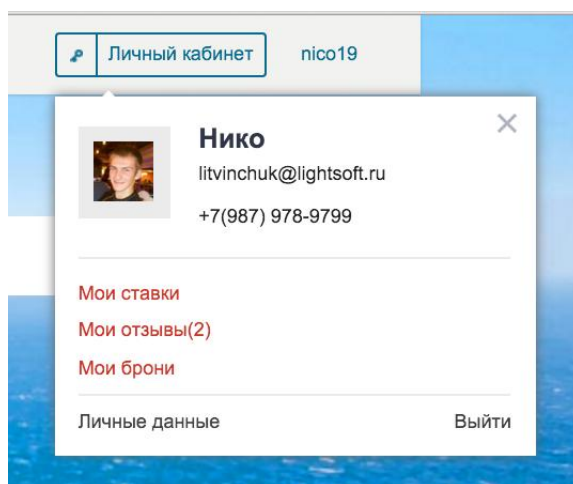 Личный кабинет nico19
Нико
litvinchuk@lightsoft.ru
+7(987) 978-9799
Мои ставки
Мои отзывы(2)
Мои брони
Личные данные Выйти